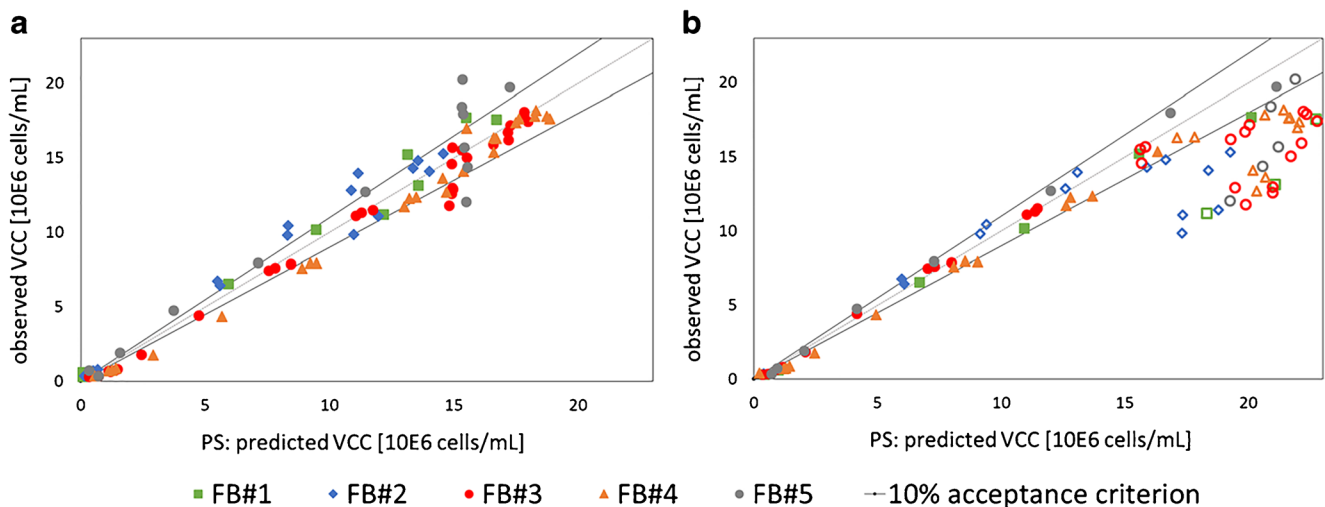 a
b
observed VCC [10E6 cells/mL]
20
15
10
5
0
0 5 10 15 20
PS: predicted VCC [10E6 cells/mL]
observed VCC [10E6 cells/mL]
20
15
10
5
0
0 5 10 15 20
PS: predicted VCC [10E6 cells/mL]
FB#1 FB#2 FB#3 FB#4 FB#5 10% acceptance criterion